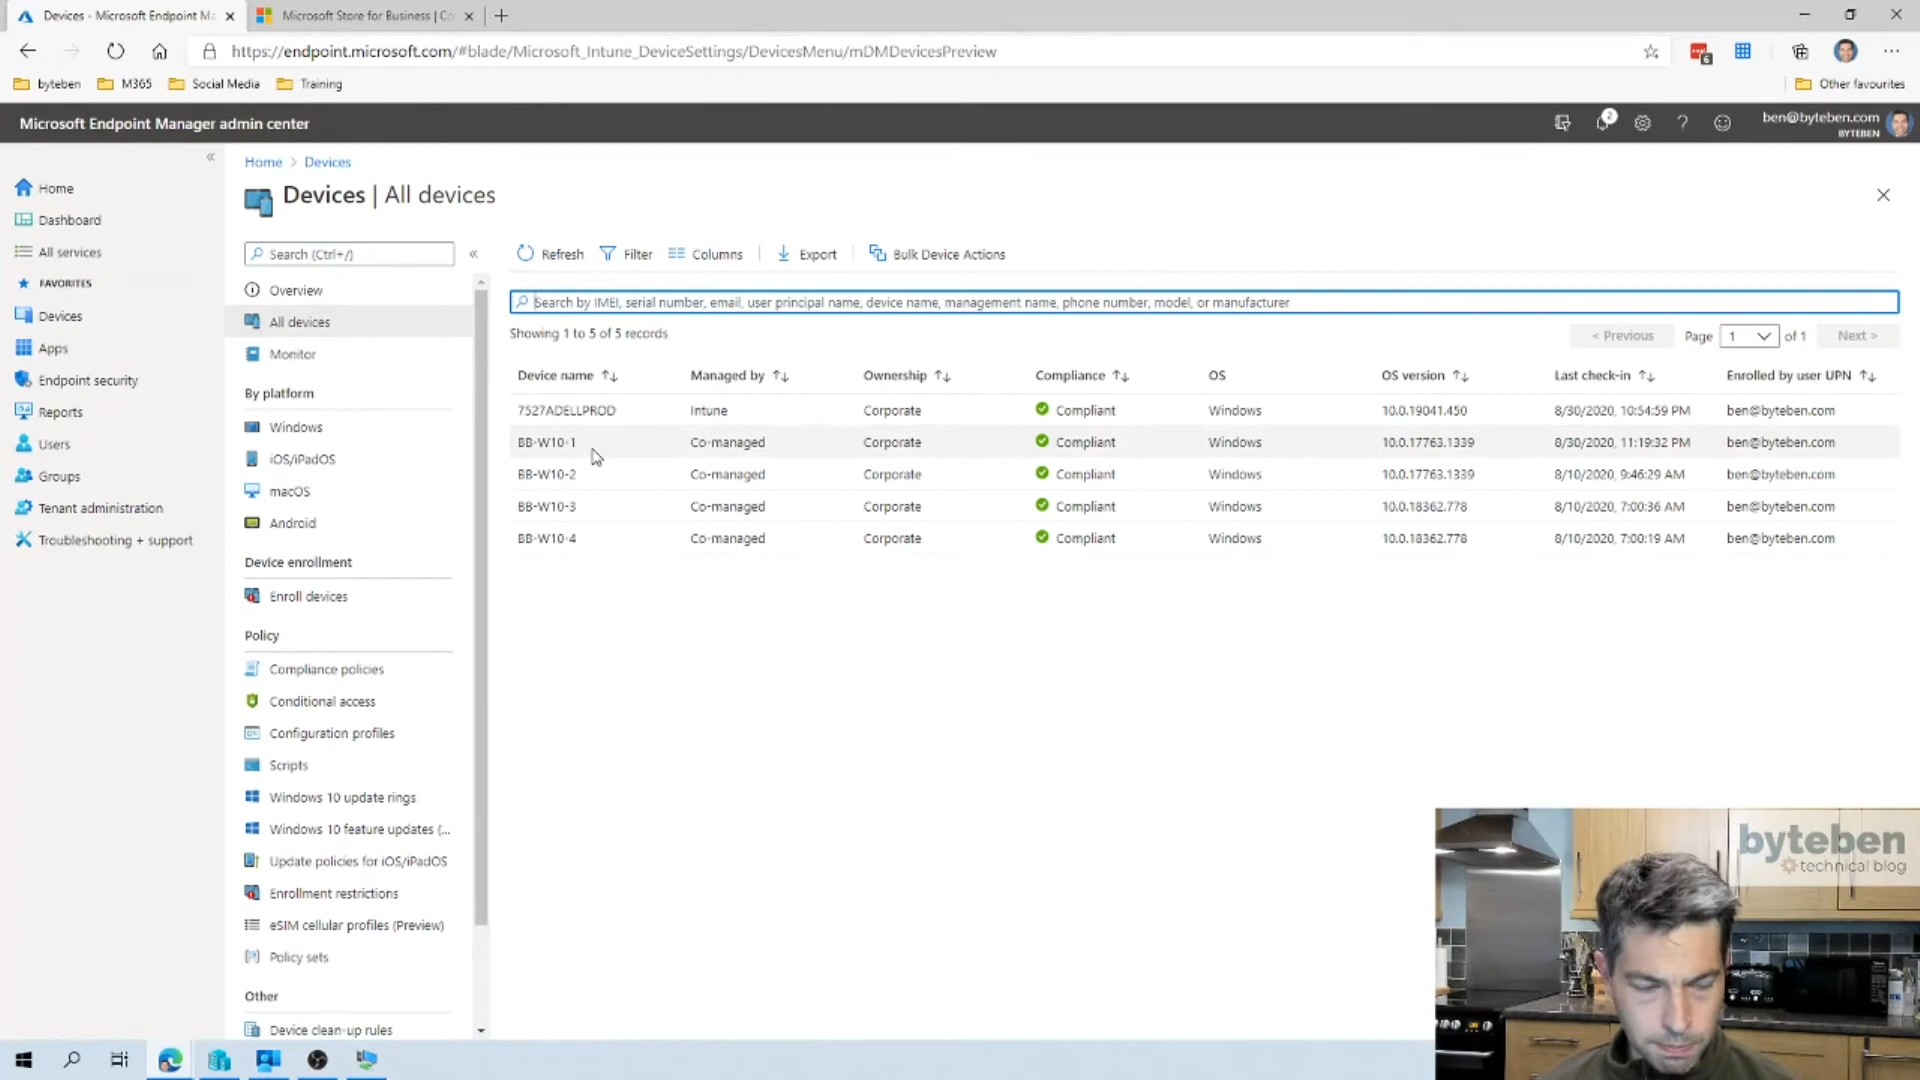 Devices - Microsoft Endpoint Ma
Microsoft Store for Business | Co
https://endpoint.microsoft.com/#blade/Microsoft_Intune_DeviceSettings/DevicesMenu/mDMDevicesPreview
6
byteben M365 Social Media Training Other favourites
Microsoft Endpoint Manager admin center
2
ben@byteben.com
BYTEBEN
Home > Devices
Devices | All devices
Home
Dashboard
All services
FAVORITES
Devices
Apps
Endpoint security
Reports
Users
Groups
Tenant administration
Troubleshooting + support
Search (Ctrl+/)
Overview
All devices
Monitor
By platform
Windows
iOS/iPadOS
macOS
Android
Device enrollment
Enroll devices
Policy
Compliance policies
Conditional access
Configuration profiles
Scripts
Windows 10 update rings
Windows 10 feature updates (...
Update policies for iOS/iPadOS
Enrollment restrictions
eSIM cellular profiles (Preview)
Policy sets
Other
Device clean-up rules
Refresh Filter Columns Export Bulk Device Actions
Search by IMEI, serial number, email, user principal name, device name, management name, phone number, model, or manufacturer
Showing 1 to 5 of 5 records
< Previous Page 1 of 1 Next >
Device name Managed by Ownership Compliance OS OS version Last check-in Enrolled by user UPN
7527ADELLPROD Intune Corporate Compliant Windows 10.0.19041.450 8/30/2020, 10:54:59 PM ben@byteben.com
BB-W10-1 Co-managed Corporate Compliant Windows 10.0.17763.1339 8/30/2020, 11:19:32 PM ben@byteben.com
BB-W10-2 Co-managed Corporate Compliant Windows 10.0.17763.1339 8/10/2020, 9:46:29 AM ben@byteben.com
BB-W10-3 Co-managed Corporate Compliant Windows 10.0.18362.778 8/10/2020, 7:00:36 AM ben@byteben.com
BB-W10-4 Co-managed Corporate Compliant Windows 10.0.18362.778 8/10/2020, 7:00:19 AM ben@byteben.com
byteben
technical blog